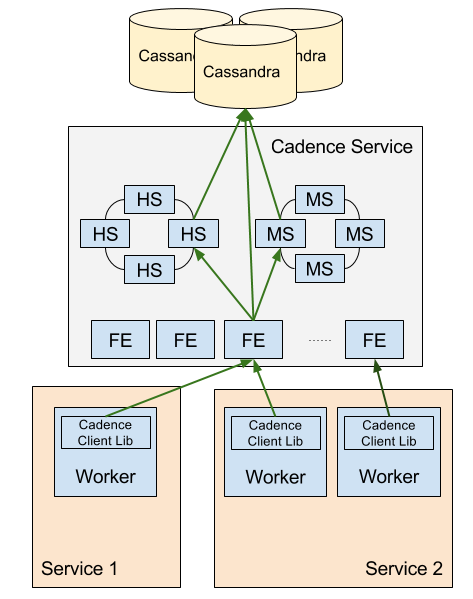 Cassandra
ndra
Cassandra
Cadence Service
HS
HS
HS
HS
MS
MS
MS
MS
FE
FE
FE
......
FE
Cadence
Client Lib
Worker
Cadence
Client Lib
Worker
Cadence
Client Lib
Worker
Service 1
Service 2